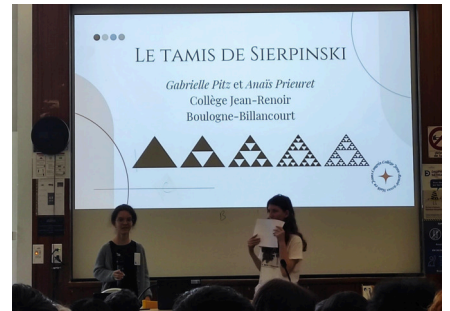 LE TAMIS DE SIERPINSKI
Gabrielle Pitz et Anaïs Prieuret
Collège Jean-Renoir
Boulogne-Billancourt